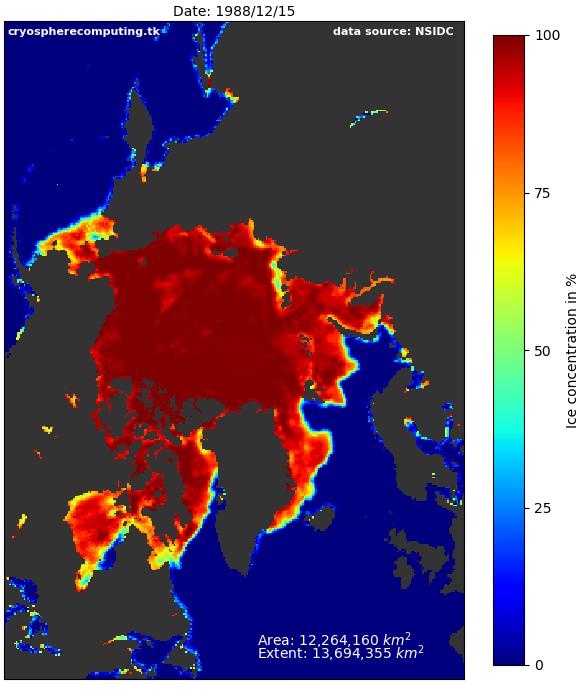 Date: 1988/12/15
cryospherecomputing.tk
data source: NSIDC
100
75
50
25
0
Ice concentration in %
Area: 12,264,160 km²
Extent: 13,694,355 km²